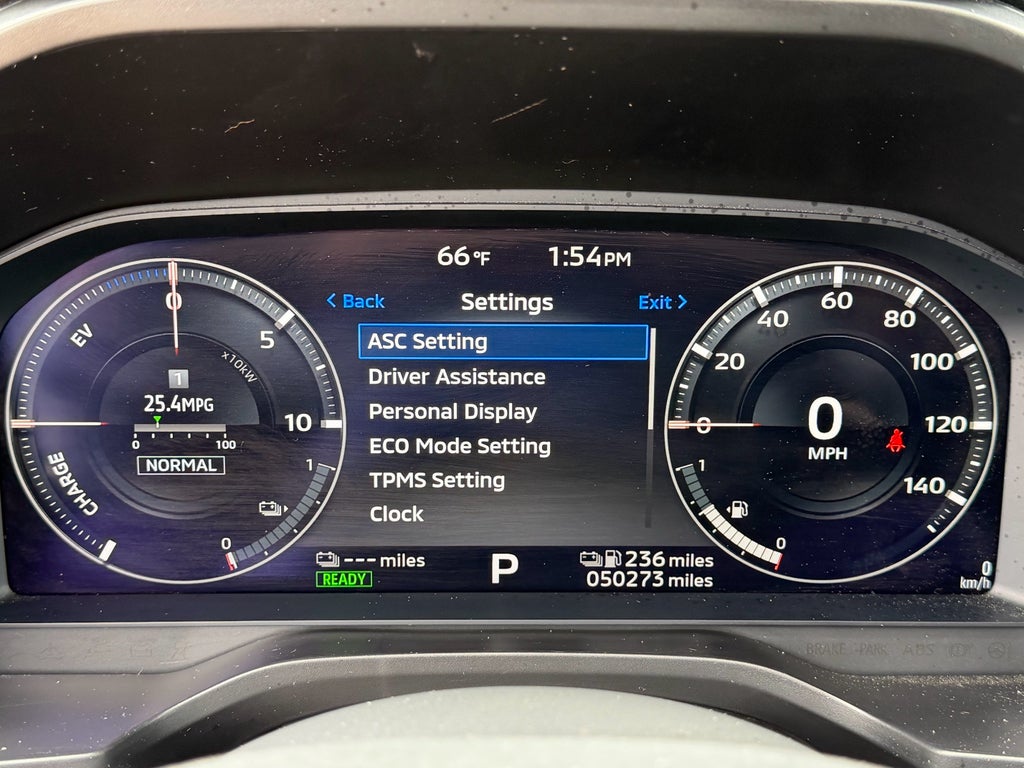 66°F 1:54PM
Back Settings Exit
ASC Setting
Driver Assistance
Personal Display
ECO Mode Setting
TPMS Setting
Clock
EV
0
5
x10kW
10
CHARGE
1
25.4MPG
0 100
NORMAL
1
0
--- miles
READY
P
236 miles
050273 miles
0
20
40
60
80
100
120
140
0
MPH
1
0
0
km/h
BRAKE PARK ABS